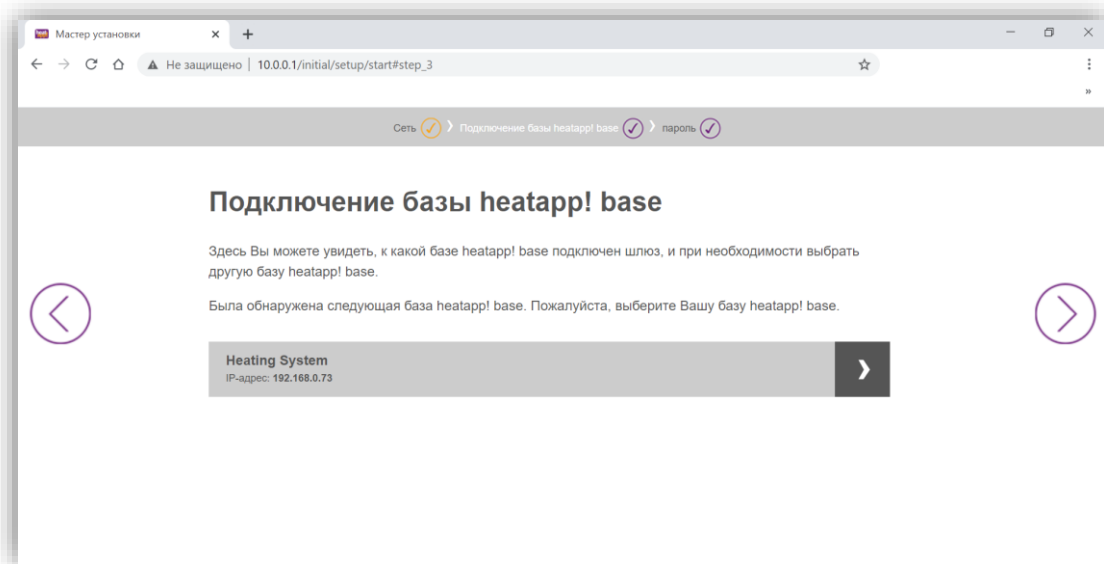 Мастер установки
Не защищено | 10.0.0.1/initial/setup/start#step_3
Сеть Подключение базы heatapp! base пароль
Подключение базы heatapp! base
Здесь Вы можете увидеть, к какой базе heatapp! base подключен шлюз, и при необходимости выбрать
другую базу heatapp! base.
Была обнаружена следующая база heatapp! base. Пожалуйста, выберите Вашу базу heatapp! base.
Heating System
IP-адрес: 192.168.0.73